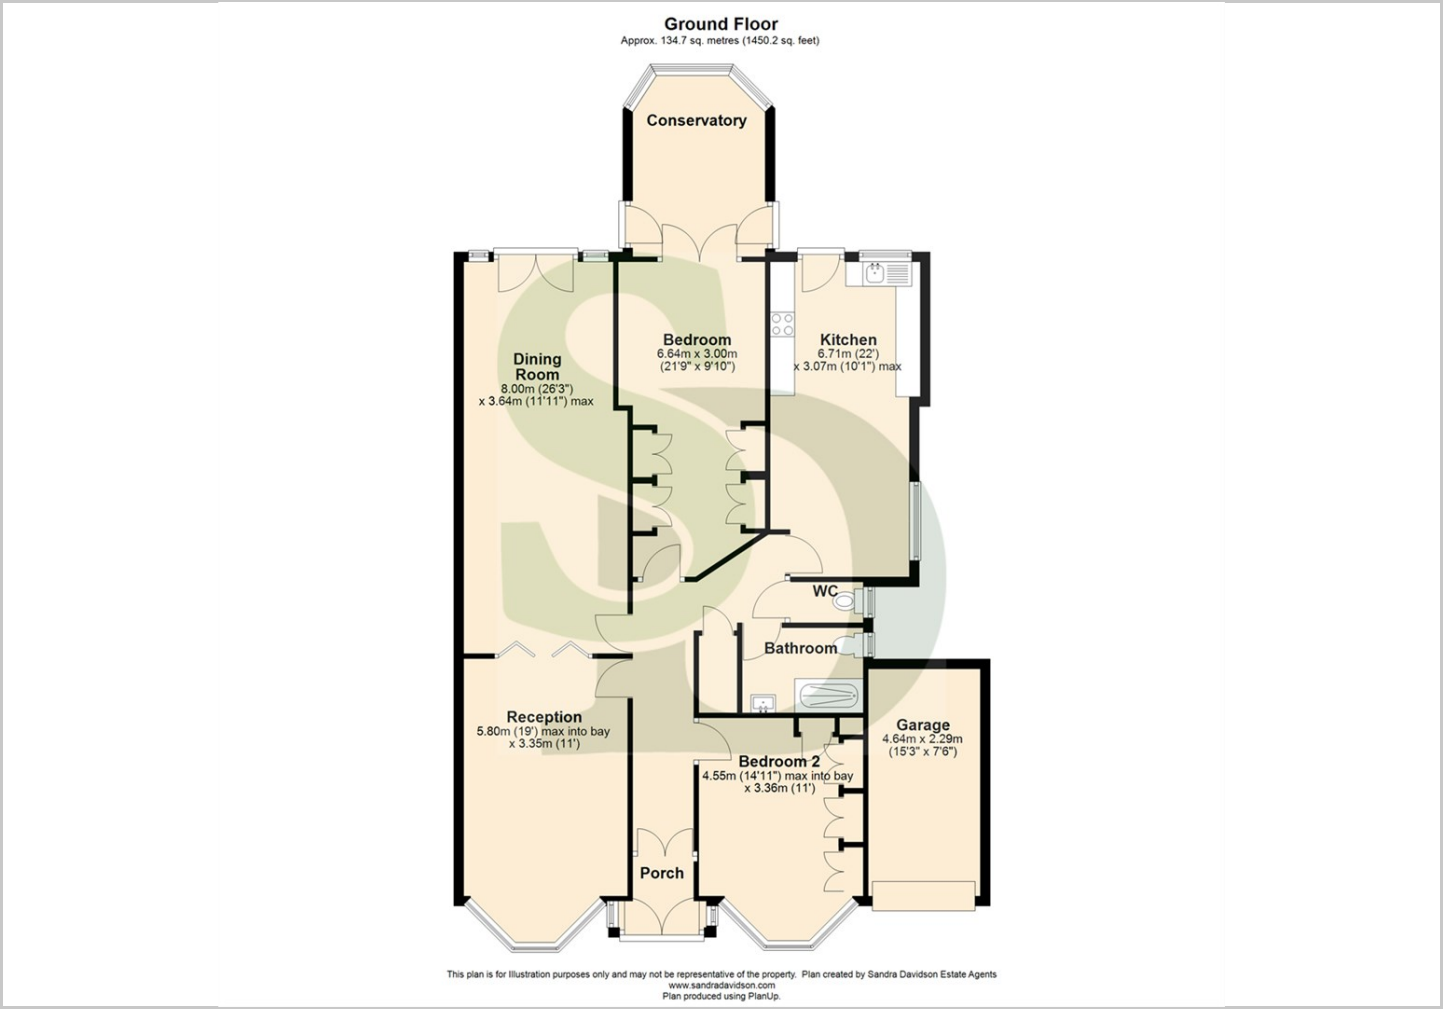 Ground Floor
Approx. 134.7 sq. metres (1450.2 sq. feet)
Conservatory
Bedroom
6.64m x 3.00m
(21'9" x 9'10")
Kitchen
6.71m (22')
x 3.07m (10'1") max
Dining
Room
8.00m (26'3")
x 3.64m (11'11") max
WC
Bathroom
Reception
5.80m (19') max into bay
x 3.35m (11')
Garage
4.64m x 2.29m
(15'3" x 7'6")
Bedroom 2
4.55m (14'11") max into bay
x 3.36m (11')
Porch
This plan is for Illustration purposes only and may not be representative of the property. Plan created by Sandra Davidson Estate Agents
www.sandradavidson.com
Plan produced using PlanUp.
SD